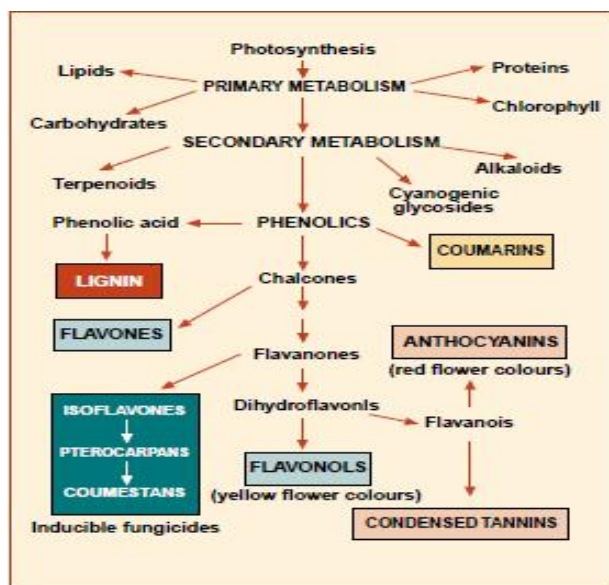 Photosynthesis
Lipids
Proteins
PRIMARY METABOLISM
Chlorophyll
Carbohydrates
SECONDARY METABOLISM
Alkaloids
Terpenoids
Cyanogenic
glycosides
Phenolic acid
PHENOLICS
COUMARINS
LIGNIN
Chalcones
FLAVONES
ANTHOCYANINS
(red flower colours)
Flavanones
ISOFLAVONES
PTEROCARPANS
COUMESTANS
Inducible fungicides
Dihydroflavonls
Flavanois
FLAVONOLS
(yellow flower colours)
CONDENSED TANNINS